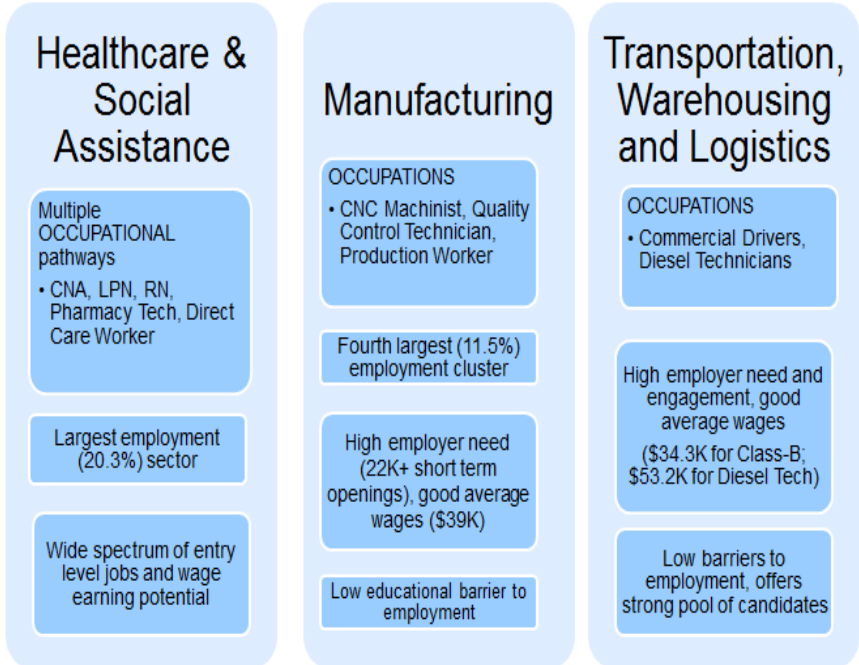 Healthcare &
Social
Assistance
Multiple
OCCUPATIONAL
pathways
• CNA, LPN, RN,
Pharmacy Tech, Direct
Care Worker
Largest employment
(20.3%) sector
Wide spectrum of entry
level jobs and wage
earning potential
Manufacturing
OCCUPATIONS
• CNC Machinist, Quality
Control Technician,
Production Worker
Fourth largest (11.5%)
employment cluster
High employer need
(22K+ short term
openings), good average
wages ($39K)
Low educational barrier to
employment
Transportation,
Warehousing
and Logistics
OCCUPATIONS
• Commercial Drivers,
Diesel Technicians
High employer need and
engagement, good
average wages
($34.3K for Class-B;
$53.2K for Diesel Tech)
Low barriers to
employment, offers
strong pool of candidates